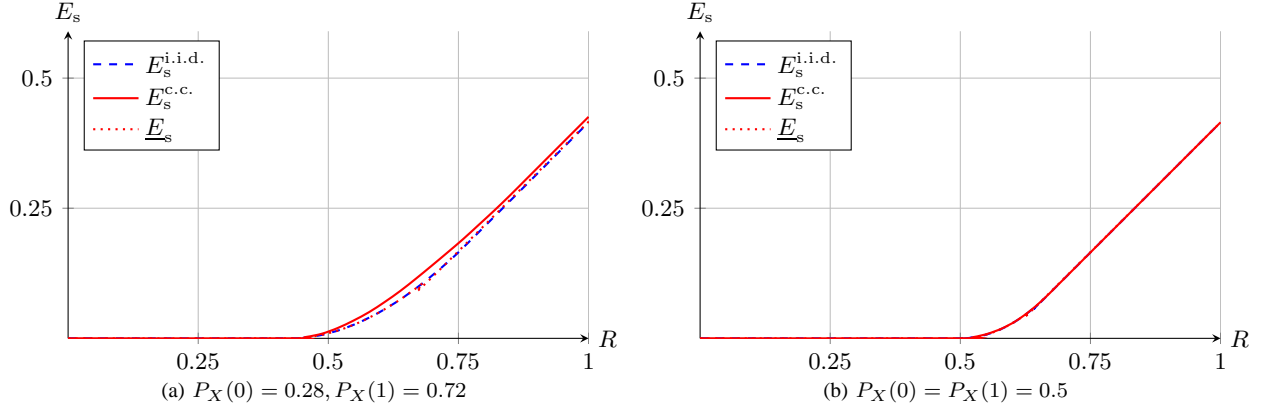 E_s
E_s^{i.i.d.}
E_s^{c.c.}
\underline{E}_s
0.5
0.25
0.25 0.5 0.75 1
R
(a) P_X(0) = 0.28, P_X(1) = 0.72
E_s
E_s^{i.i.d.}
E_s^{c.c.}
\underline{E}_s
0.5
0.25
0.25 0.5 0.75 1
R
(b) P_X(0) = P_X(1) = 0.5